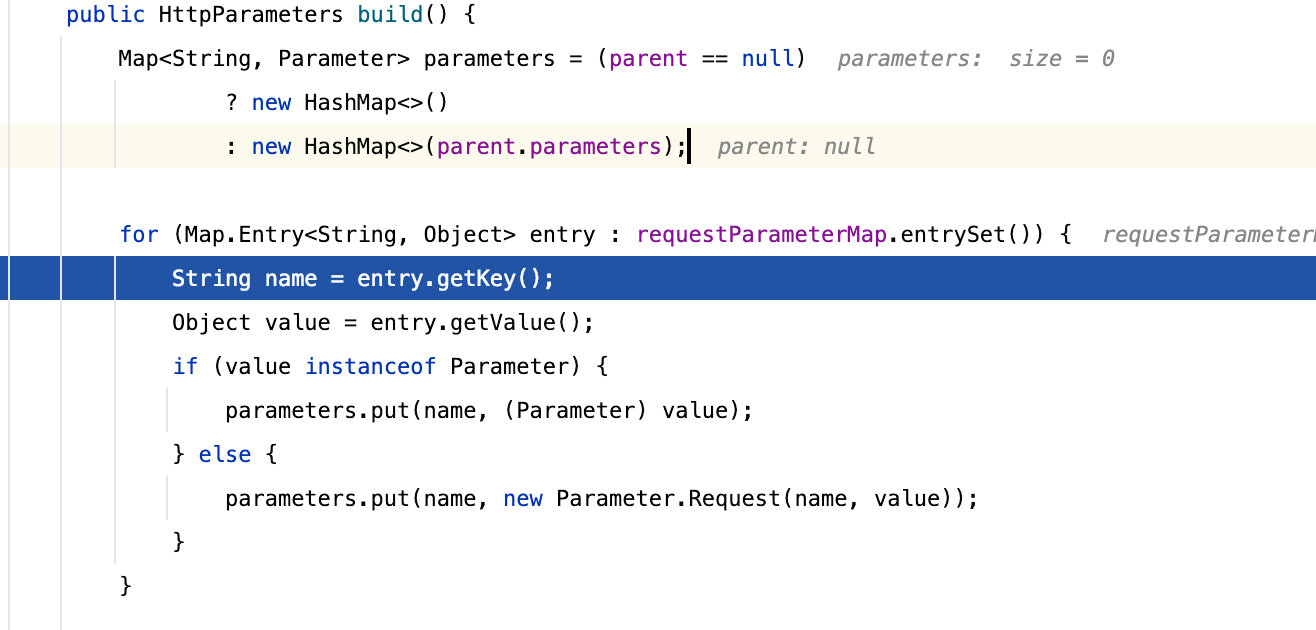 public HttpParameters build() {
Map<String, Parameter> parameters = (parent == null)  parameters:  size = 0
? new HashMap<>()
: new HashMap<>(parent.parameters);  parent: null
for (Map.Entry<String, Object> entry : requestParameterMap.entrySet()) {  requestParameter
String name = entry.getKey();
Object value = entry.getValue();
if (value instanceof Parameter) {
parameters.put(name, (Parameter) value);
} else {
parameters.put(name, new Parameter.Request(name, value));
}
}